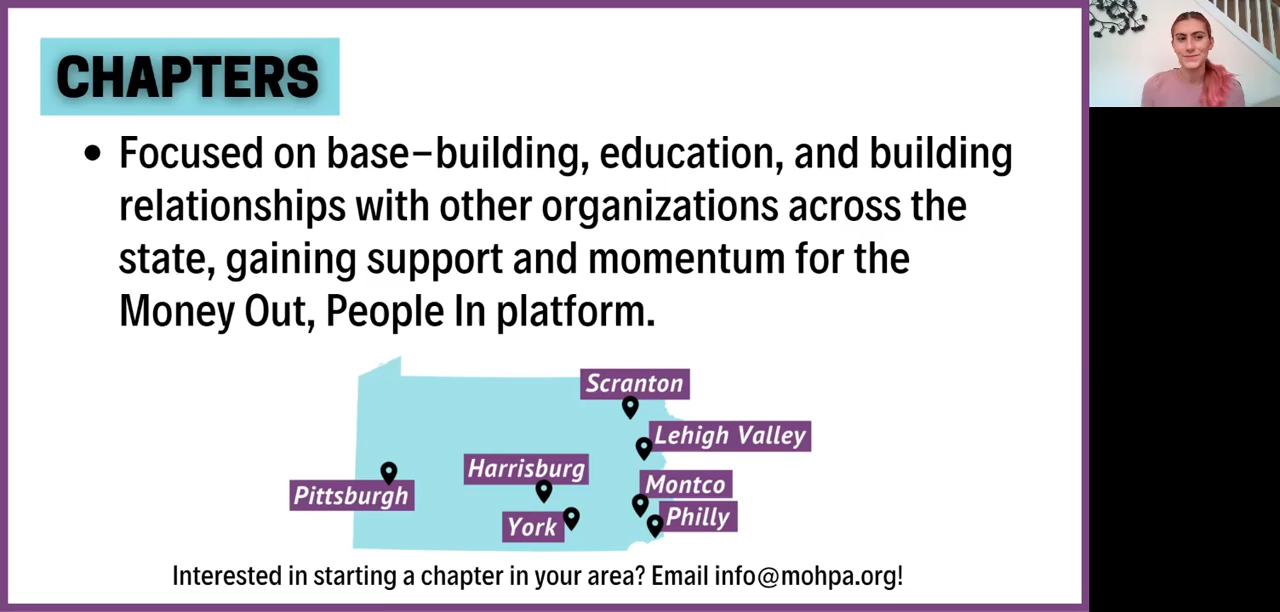 CHAPTERS
• Focused on base–building, education, and building
relationships with other organizations across the
state, gaining support and momentum for the
Money Out, People In platform.
Scranton
Lehigh Valley
Harrisburg
Montco
Pittsburgh
Philly
York
Interested in starting a chapter in your area? Email info@mohpa.org!